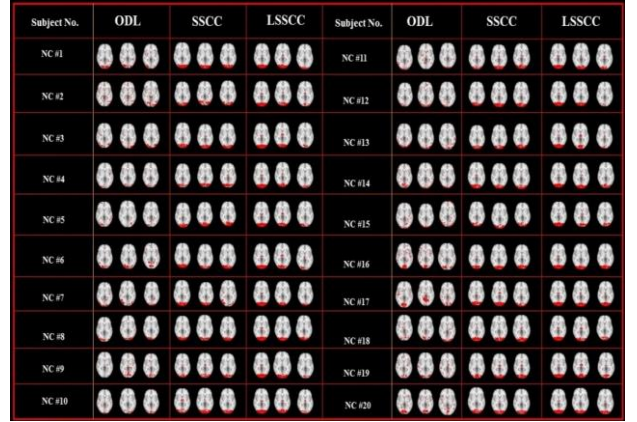 Subject No. ODL SSCC LSSCC Subject No. ODL SSCC LSSCC
NC #1 NC #11
NC #2 NC #12
NC #3 NC #13
NC #4 NC #14
NC #5 NC #15
NC #6 NC #16
NC #7 NC #17
NC #8 NC #18
NC #9 NC #19
NC #10 NC #20